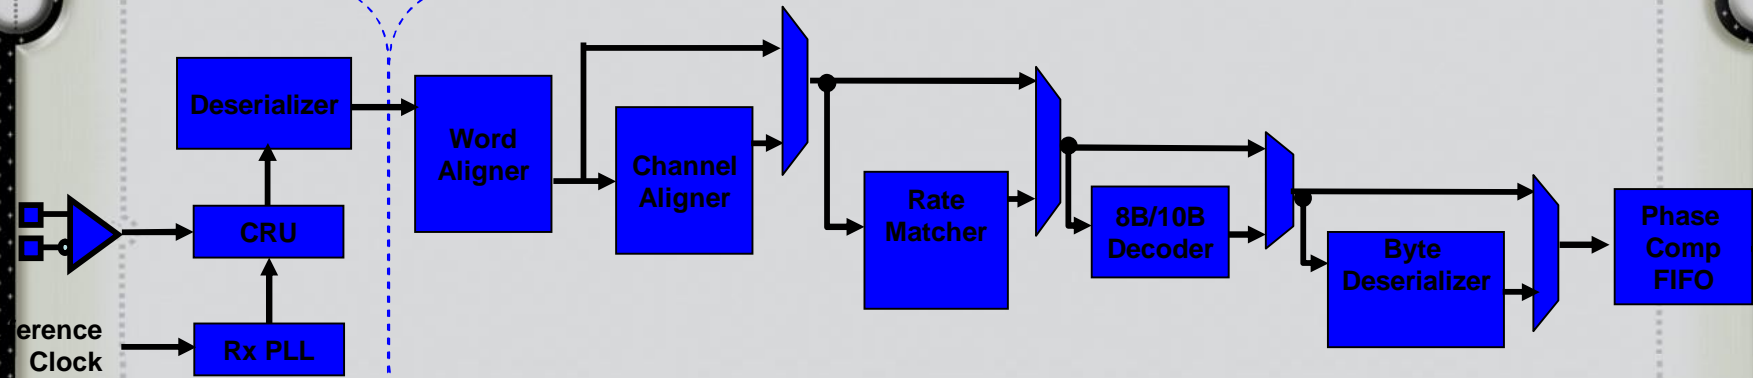 Deserializer
Word
Aligner
Channel
Aligner
Rate
Matcher
8B/10B
Decoder
Byte
Deserializer
Phase
Comp
FIFO
CRU
Rx PLL
erence
Clock